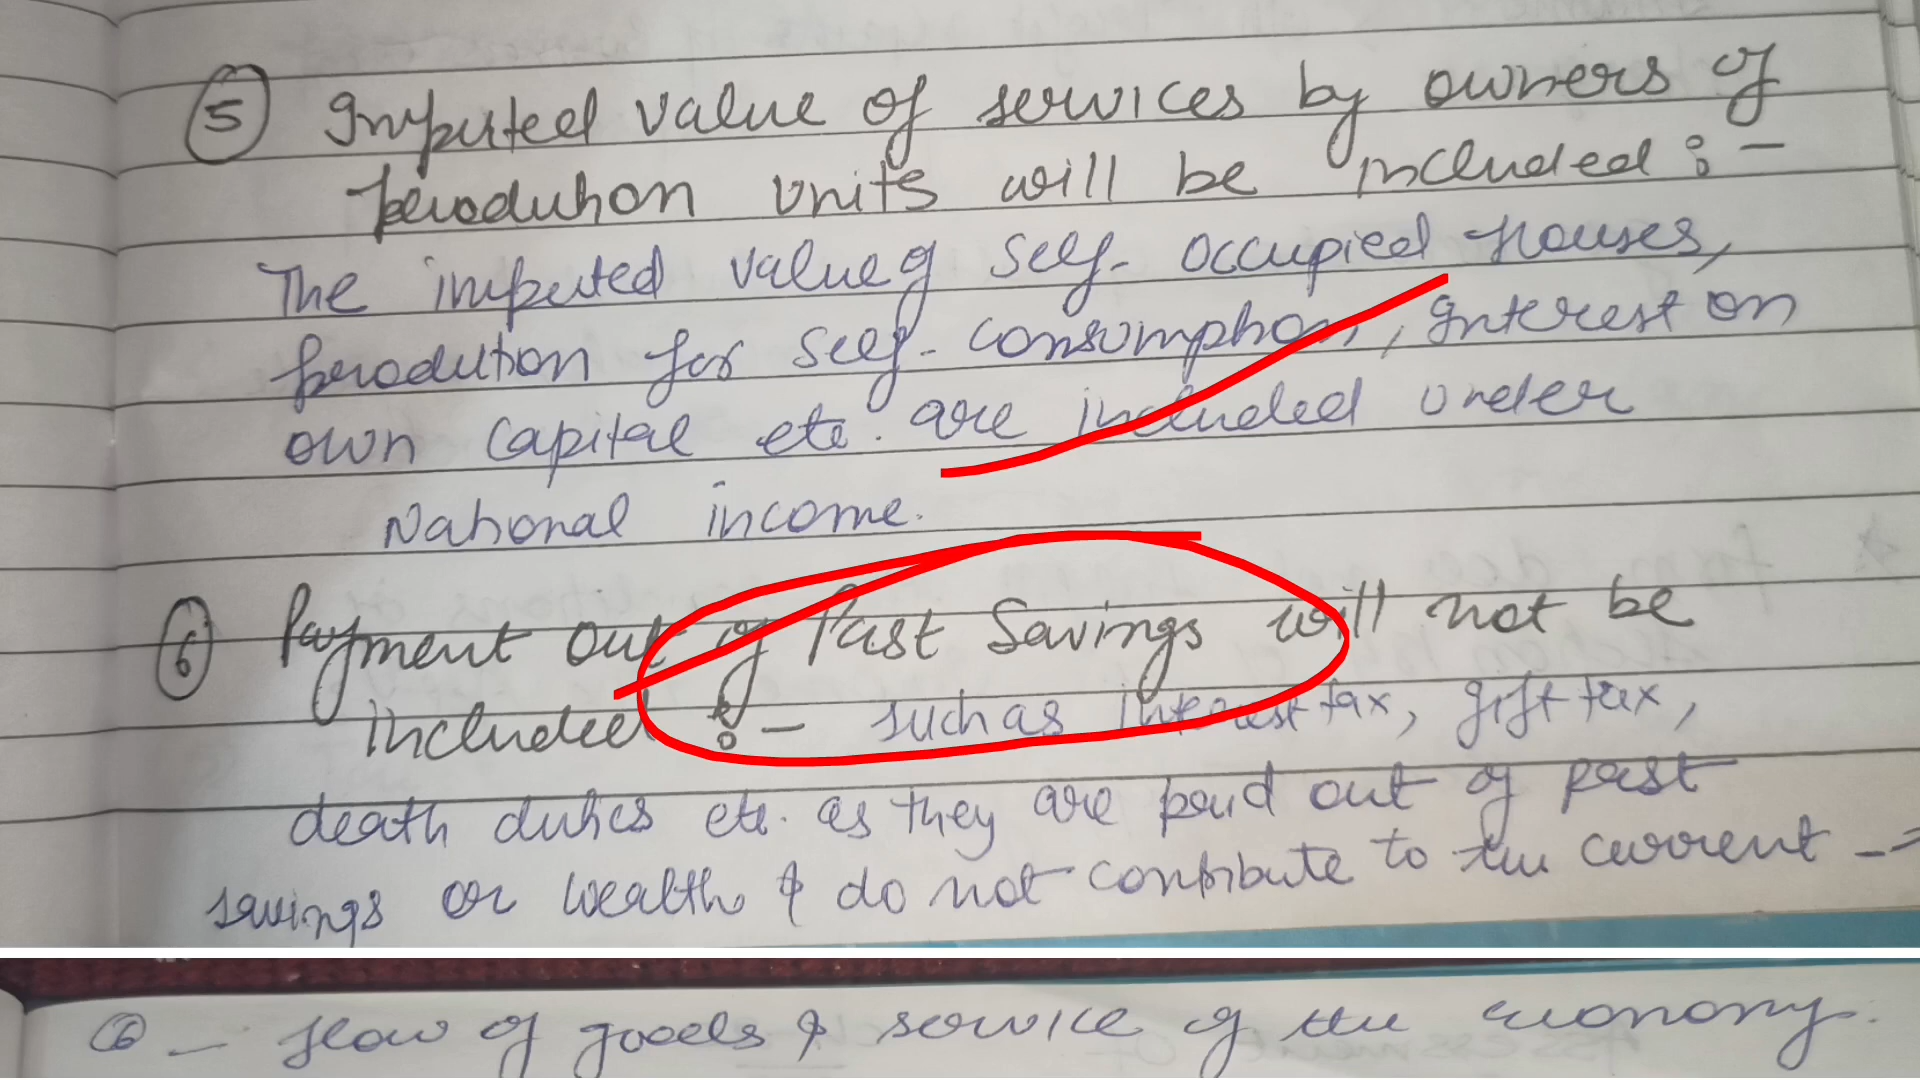 5 Imputed value of services by owners of
production units will be included :-
The imputed value of self-occupied houses,
production for self-consumption, Interest on
own capital etc. are included under
National income.
6 Payment out of Past Savings will not be
included :- such as interest tax, gift tax,
death duties etc. as they are paid out of past
savings or wealth & do not contribute to the current -→
6 - flow of goods & service of the economy.